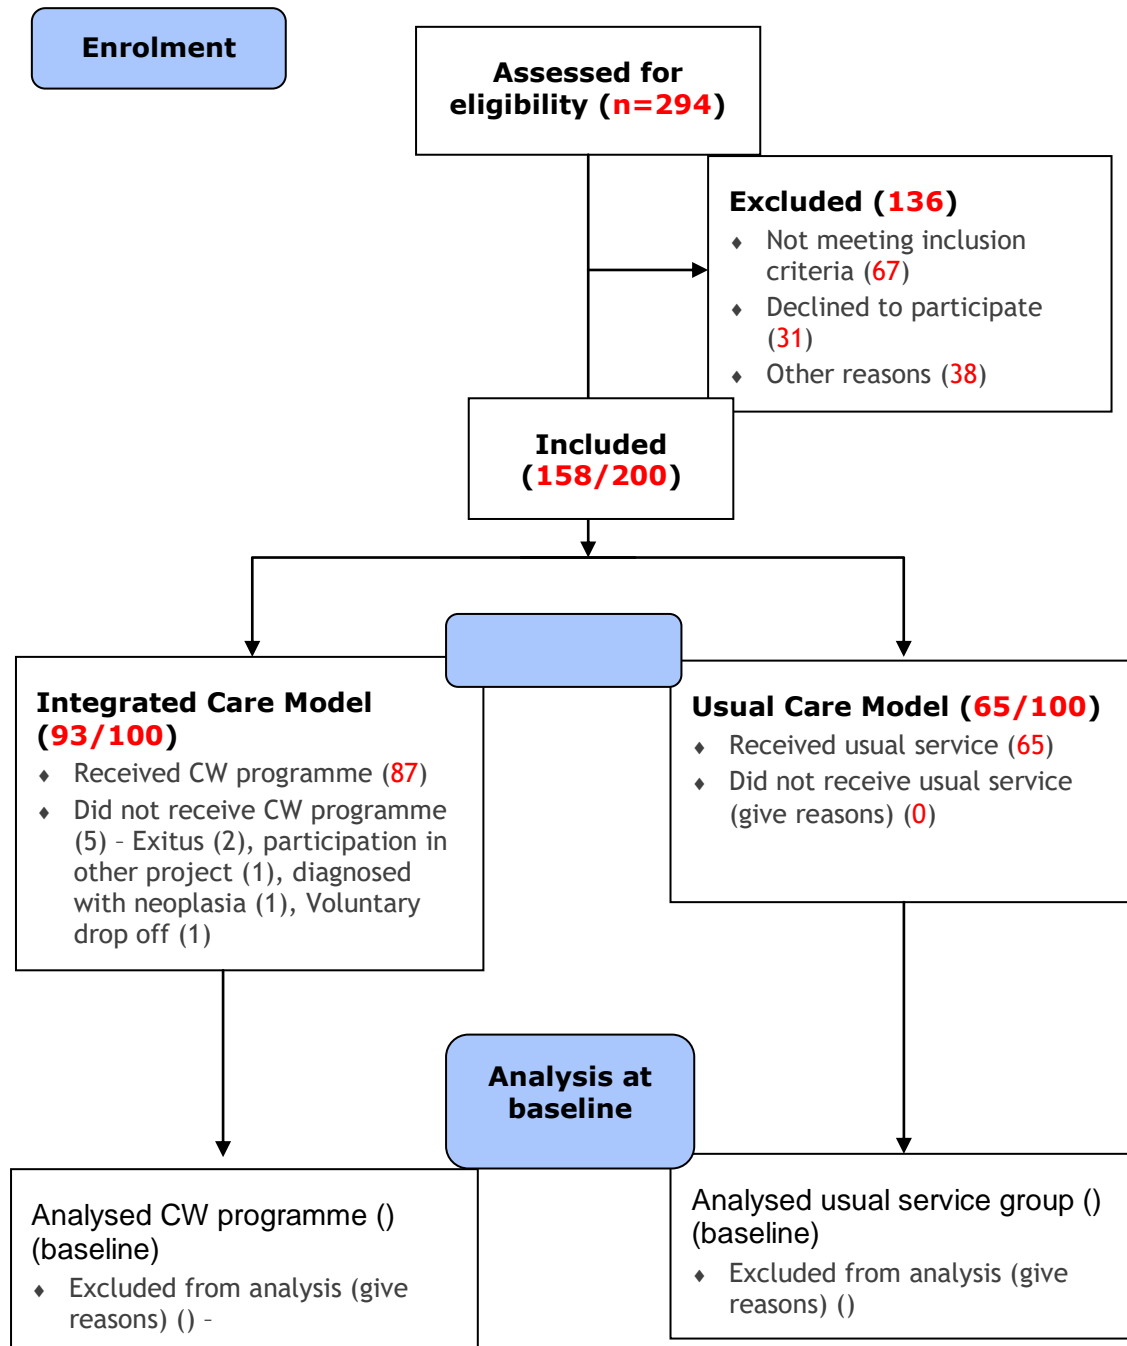 Enrolment
Assessed for
eligibility (n=294)
Excluded (136)
♦ Not meeting inclusion
criteria (67)
♦ Declined to participate
(31)
♦ Other reasons (38)
Included
(158/200)
Integrated Care Model
(93/100)
♦ Received CW programme (87)
♦ Did not receive CW programme
(5) – Exitus (2), participation in
other project (1), diagnosed
with neoplasia (1), Voluntary
drop off (1)
Usual Care Model (65/100)
♦ Received usual service (65)
♦ Did not receive usual service
(give reasons) (0)
Analysis at
baseline
Analysed CW programme ()
(baseline)
♦ Excluded from analysis (give
reasons) () –
Analysed usual service group ()
(baseline)
♦ Excluded from analysis (give
reasons) ()